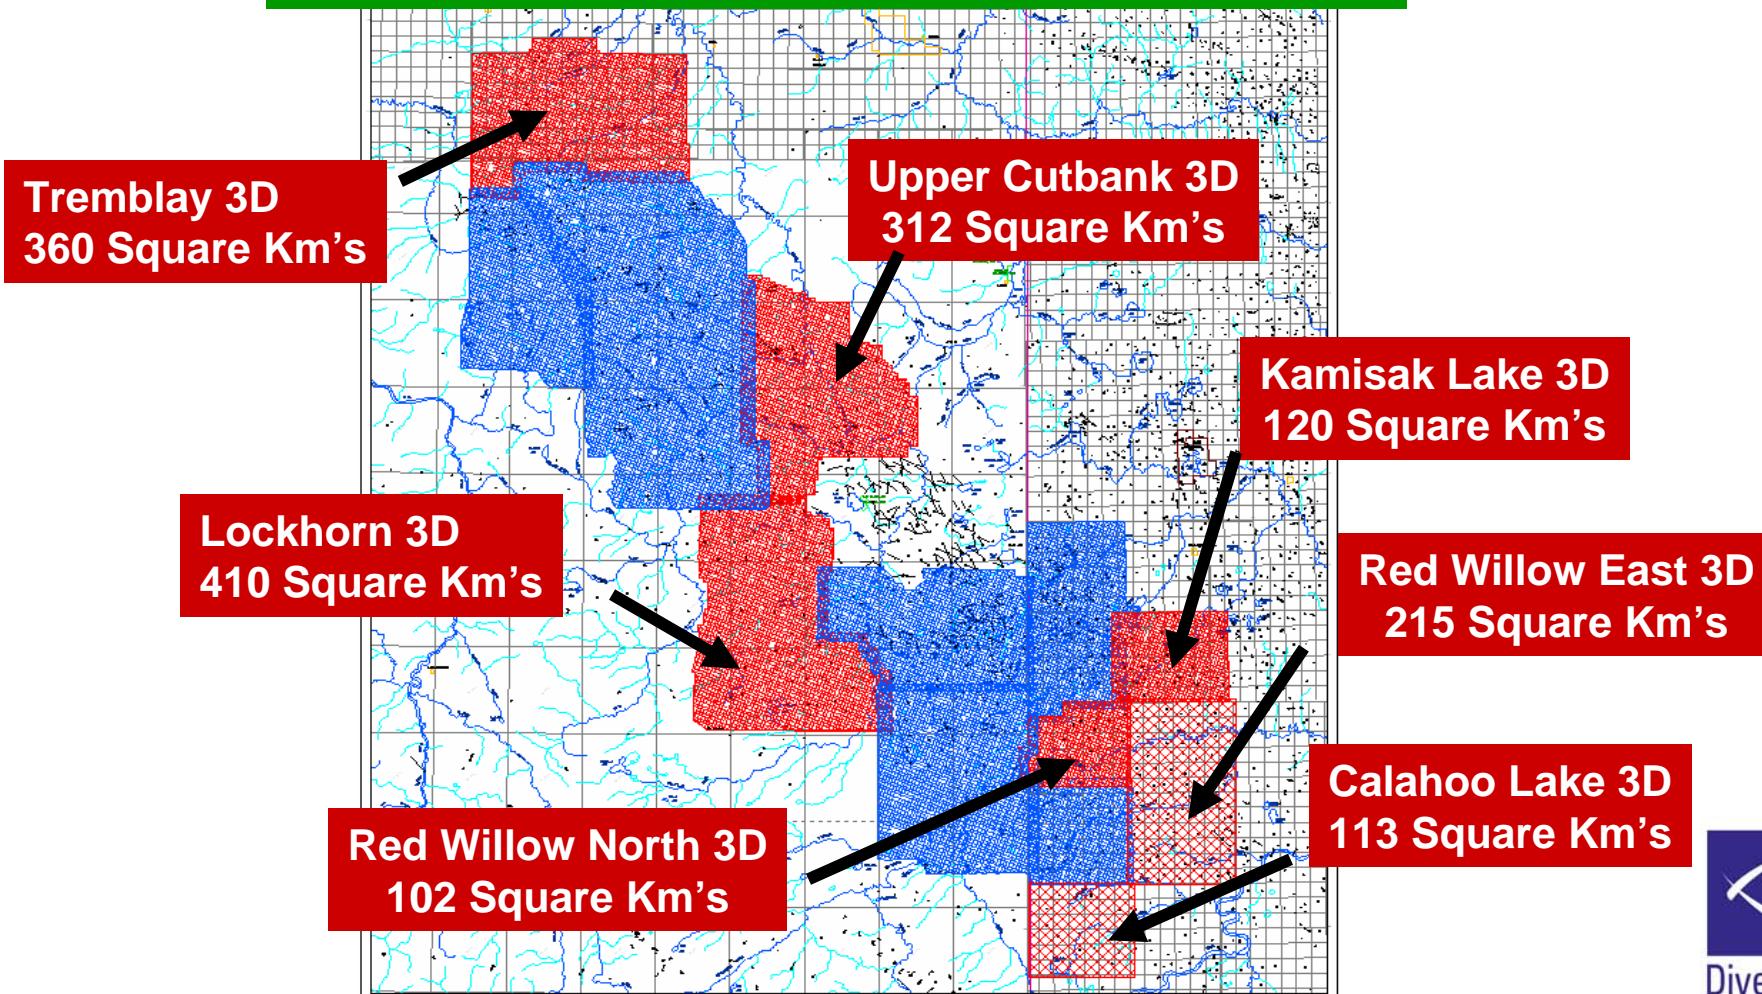 Tremblay 3D
360 Square Km's
Upper Cutbank 3D
312 Square Km's
Kamisak Lake 3D
120 Square Km's
Lockhorn 3D
410 Square Km's
Red Willow East 3D
215 Square Km's
Calahoo Lake 3D
113 Square Km's
Red Willow North 3D
102 Square Km's
Dive